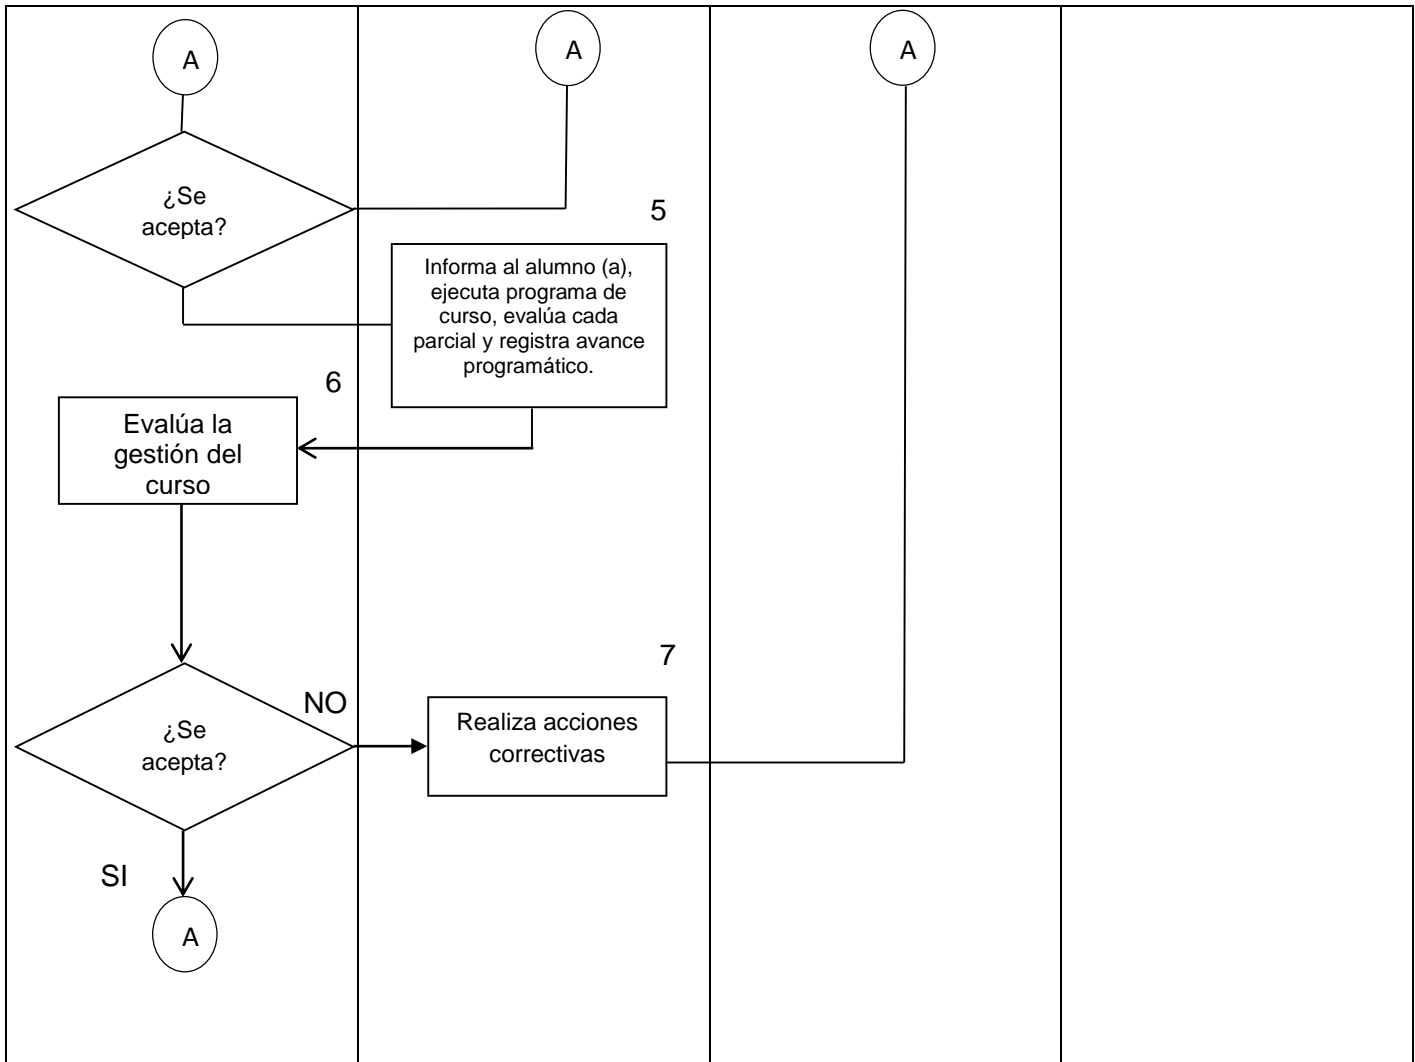 A
A
A
¿Se
acepta?
5
Informa al alumno (a),
ejecuta programa de
curso, evalúa cada
parcial y registra avance
programático.
6
Evalúa la
gestión del
curso
7
NO
¿Se
acepta?
Realiza acciones
correctivas
SI
A